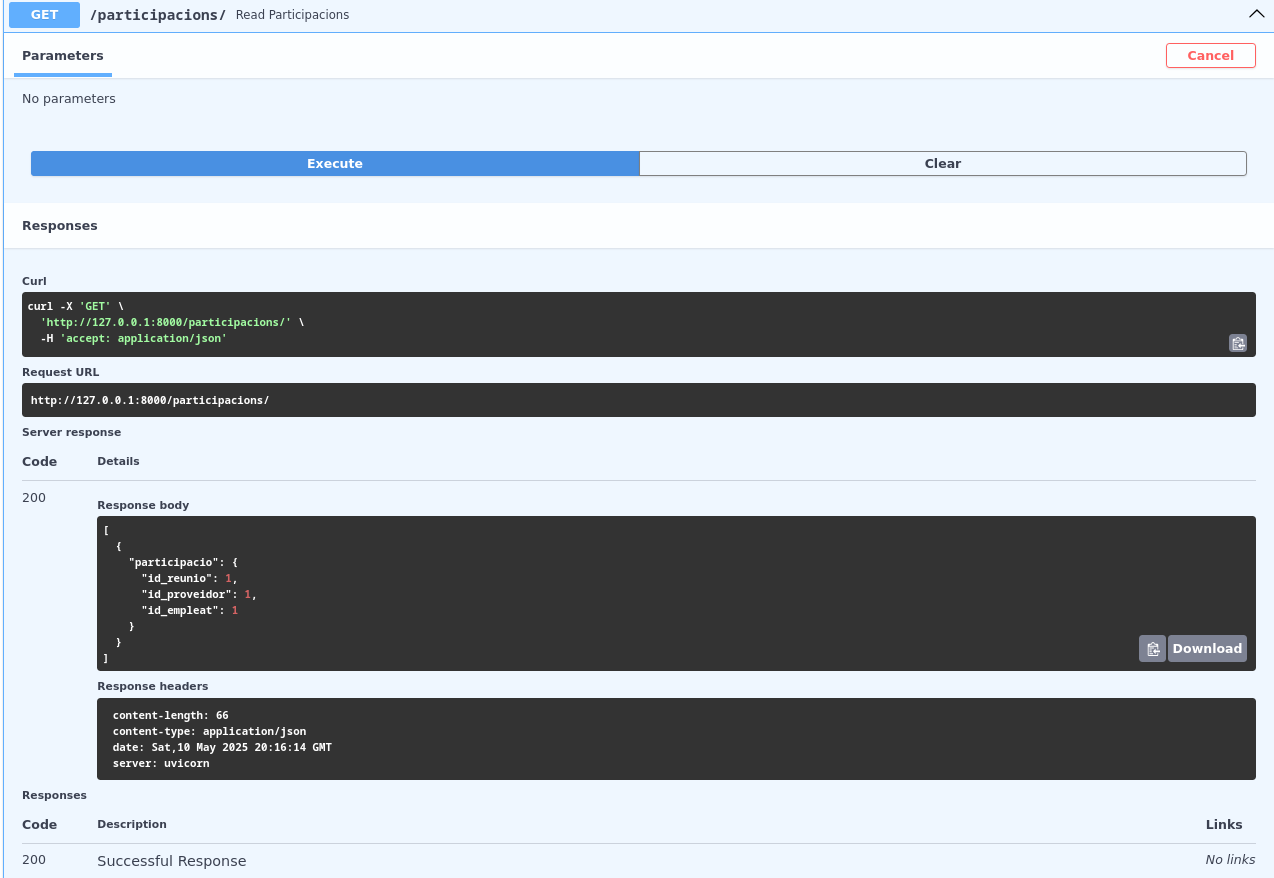 GET /participacions/ Read Participacions
Parameters Cancel
No parameters
Execute Clear
Responses
Curl
curl -X 'GET' \
  'http://127.0.0.1:8000/participacions/' \
  -H 'accept: application/json'
Request URL
http://127.0.0.1:8000/participacions/
Server response
Code Details
200
Response body
[
  {
    "participacio": {
      "id_reunio": 1,
      "id_proveidor": 1,
      "id_empleat": 1
    }
  }
]
Download
Response headers
content-length: 66
content-type: application/json
date: Sat,10 May 2025 20:16:14 GMT
server: uvicorn
Responses
Code Description Links
200 Successful Response No links